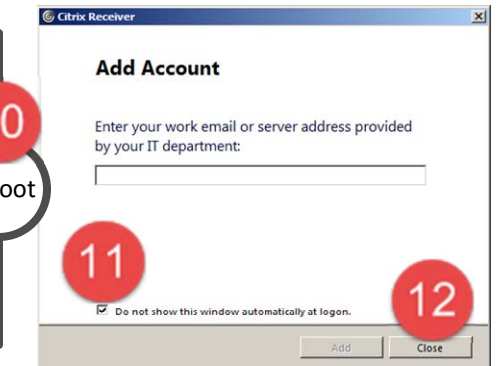 Citrix Receiver
Add Account
0
Enter your work email or server address provided
by your IT department:
oot
11
12
Do not show this window automatically at logon.
Add
Close